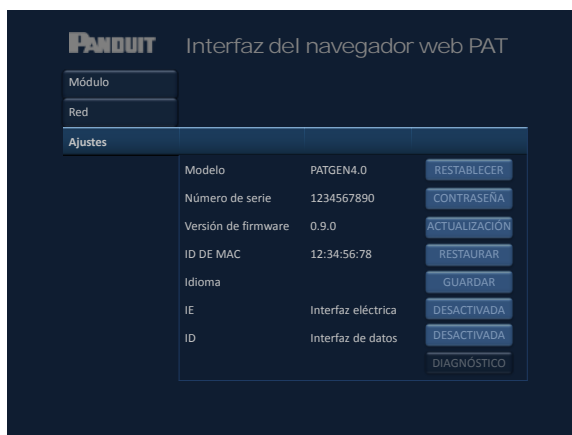 PANDUIT Interfaz del navegador web PAT
Módulo
Red
Ajustes
Modelo PATGEN4.0 RESTABLECER
Número de serie 1234567890 CONTRASEÑA
Versión de firmware 0.9.0 ACTUALIZACIÓN
ID DE MAC 12:34:56:78 RESTAURAR
Idioma GUARDAR
IE Interfaz eléctrica DESACTIVADA
ID Interfaz de datos DESACTIVADA
DIAGNÓSTICO